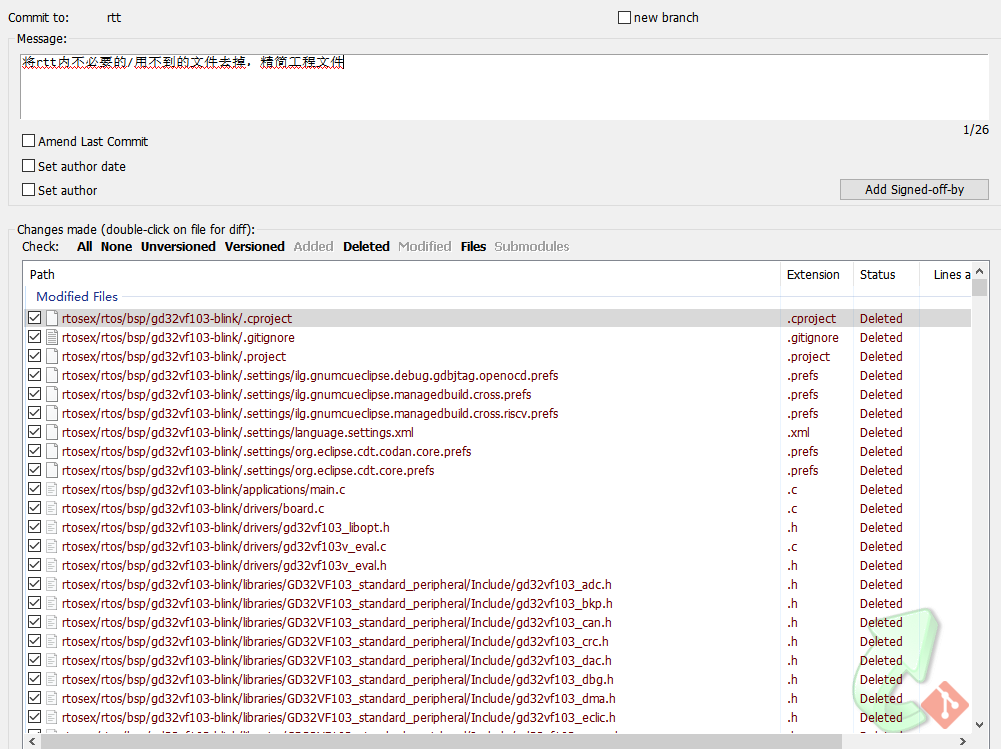 Commit to: rtt new branch
Message:
将rtt内不必要的/用不到的文件去掉, 精简工程文件
1/26
Amend Last Commit
Set author date
Set author Add Signed-off-by
Changes made (double-click on file for diff):
Check: All None Unversioned Versioned Added Deleted Modified Files Submodules
Path Extension Status Lines a
Modified Files
rtosex/rtos/bsp/gd32vf103-blink/.cproject .cproject Deleted
rtosex/rtos/bsp/gd32vf103-blink/.gitignore .gitignore Deleted
rtosex/rtos/bsp/gd32vf103-blink/.project .project Deleted
rtosex/rtos/bsp/gd32vf103-blink/.settings/ilg.gnumcueclipse.debug.gdbjtag.openocd.prefs .prefs Deleted
rtosex/rtos/bsp/gd32vf103-blink/.settings/ilg.gnumcueclipse.managedbuild.cross.prefs .prefs Deleted
rtosex/rtos/bsp/gd32vf103-blink/.settings/ilg.gnumcueclipse.managedbuild.cross.riscv.prefs .prefs Deleted
rtosex/rtos/bsp/gd32vf103-blink/.settings/language.settings.xml .xml Deleted
rtosex/rtos/bsp/gd32vf103-blink/.settings/org.eclipse.cdt.codan.core.prefs .prefs Deleted
rtosex/rtos/bsp/gd32vf103-blink/.settings/org.eclipse.cdt.core.prefs .prefs Deleted
rtosex/rtos/bsp/gd32vf103-blink/applications/main.c .c Deleted
rtosex/rtos/bsp/gd32vf103-blink/drivers/board.c .c Deleted
rtosex/rtos/bsp/gd32vf103-blink/drivers/gd32vf103_libopt.h .h Deleted
rtosex/rtos/bsp/gd32vf103-blink/drivers/gd32vf103v_eval.c .c Deleted
rtosex/rtos/bsp/gd32vf103-blink/drivers/gd32vf103v_eval.h .h Deleted
rtosex/rtos/bsp/gd32vf103-blink/libraries/GD32VF103_standard_peripheral/Include/gd32vf103_adc.h .h Deleted
rtosex/rtos/bsp/gd32vf103-blink/libraries/GD32VF103_standard_peripheral/Include/gd32vf103_bkp.h .h Deleted
rtosex/rtos/bsp/gd32vf103-blink/libraries/GD32VF103_standard_peripheral/Include/gd32vf103_can.h .h Deleted
rtosex/rtos/bsp/gd32vf103-blink/libraries/GD32VF103_standard_peripheral/Include/gd32vf103_crc.h .h Deleted
rtosex/rtos/bsp/gd32vf103-blink/libraries/GD32VF103_standard_peripheral/Include/gd32vf103_dac.h .h Deleted
rtosex/rtos/bsp/gd32vf103-blink/libraries/GD32VF103_standard_peripheral/Include/gd32vf103_dbg.h .h Deleted
rtosex/rtos/bsp/gd32vf103-blink/libraries/GD32VF103_standard_peripheral/Include/gd32vf103_dma.h .h Deleted
rtosex/rtos/bsp/gd32vf103-blink/libraries/GD32VF103_standard_peripheral/Include/gd32vf103_eclic.h .h Deleted